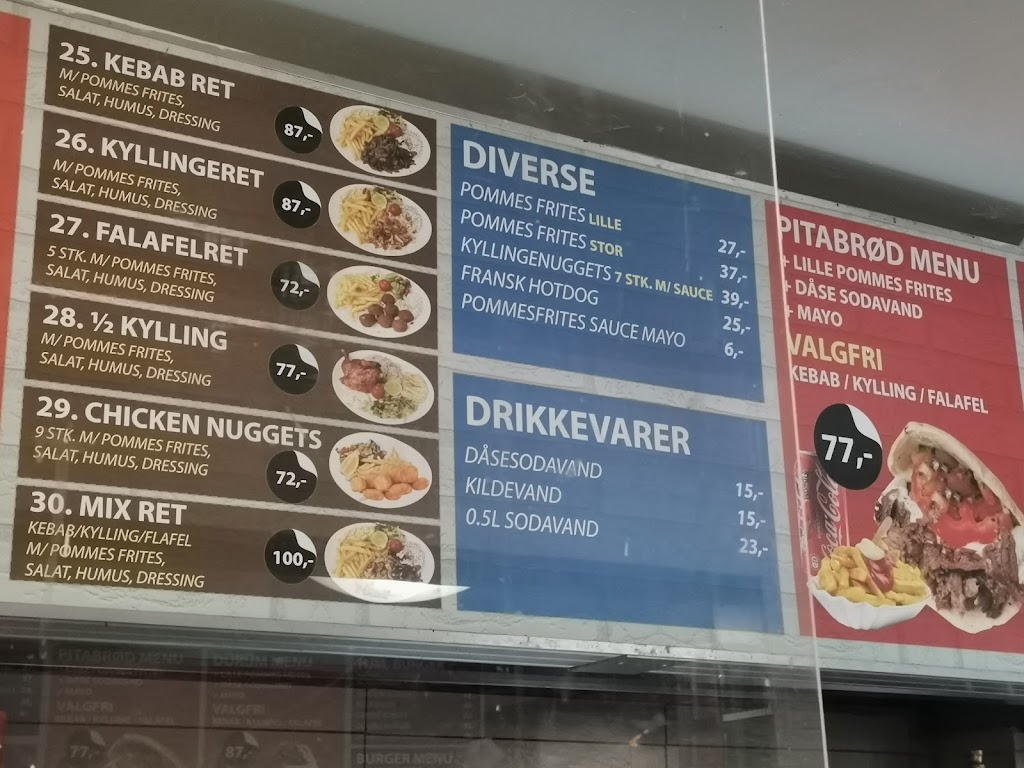 25. KEBAB RET
M/ POMMES FRITES,
SALAT, HUMUS, DRESSING
87,-
26. KYLLINGERET
M/ POMMES FRITES,
SALAT, HUMUS, DRESSING
87,-
27. FALAFELRET
5 STK. M/ POMMES FRITES,
SALAT, HUMUS, DRESSING
72,-
28. ½ KYLLING
M/ POMMES FRITES,
SALAT, HUMUS, DRESSING
77,-
29. CHICKEN NUGGETS
9 STK. M/ POMMES FRITES,
SALAT, HUMUS, DRESSING
72,-
30. MIX RET
KEBAB/KYLLING/FLAFEL
M/ POMMES FRITES,
SALAT, HUMUS, DRESSING
100,-
DIVERSE
POMMES FRITES LILLE 27,-
POMMES FRITES STOR 37,-
KYLLINGENUGGETS 7 STK. M/ SAUCE 39,-
FRANSK HOTDOG 25,-
POMMESFRITES SAUCE MAYO 6,-
DRIKKEVARER
DÅSESODAVAND 15,-
KILDEVAND 15,-
0.5L SODAVAND 23,-
PITABRØD MENU
+ LILLE POMMES FRITES
+ DÅSE SODAVAND
+ MAYO
VALGFRI
KEBAB / KYLLING / FALAFEL
77,-
Coca-Cola
PITABRØD MENU
DÜRÜM MENU
VALGFRI
VALGFRI
77,-
87,-
BURGER MENU